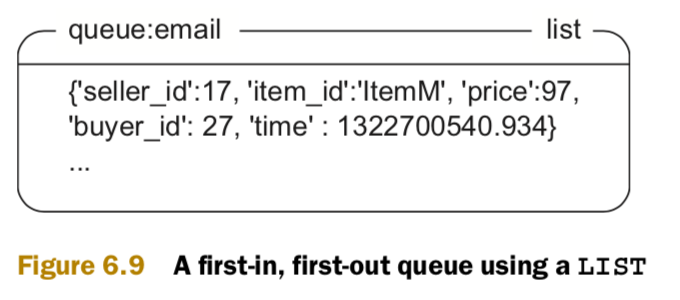 queue:email list
{'seller_id':17, 'item_id':'ItemM', 'price':97,
'buyer_id': 27, 'time' : 1322700540.934}
...
Figure 6.9 A first-in, first-out queue using a LIST